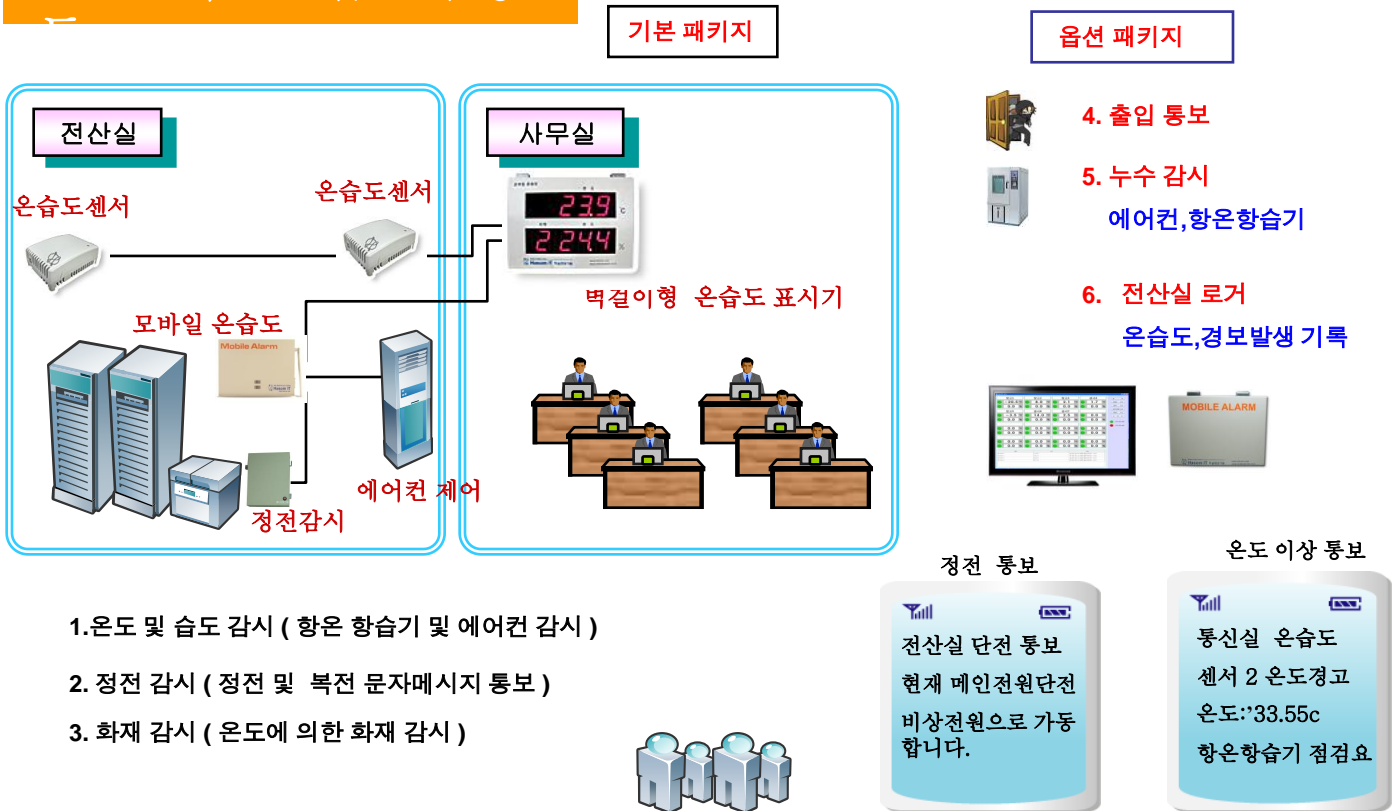 기본 패키지
옵션 패키지
전산실
사무실
4. 출입 통보
5. 누수 감시
에어컨,항온항습기
6. 전산실 로거
온습도,경보발생 기록
온습도센서
온습도센서
23.9
2 24.4
벽걸이형 온습도 표시기
모바일 온습도
Mobile Alarm
에어컨 제어
정전감시
MOBILE ALARM
1.온도 및 습도 감시 ( 항온 항습기 및 에어컨 감시 )
2. 정전 감시 ( 정전 및 복전 문자메시지 통보 )
3. 화재 감시 ( 온도에 의한 화재 감시 )
정전 통보
전산실 단전 통보
현재 메인전원단전
비상전원으로 가동
합니다.
온도 이상 통보
통신실 온습도
센서 2 온도경고
온도:’33.55c
항온항습기 점검요